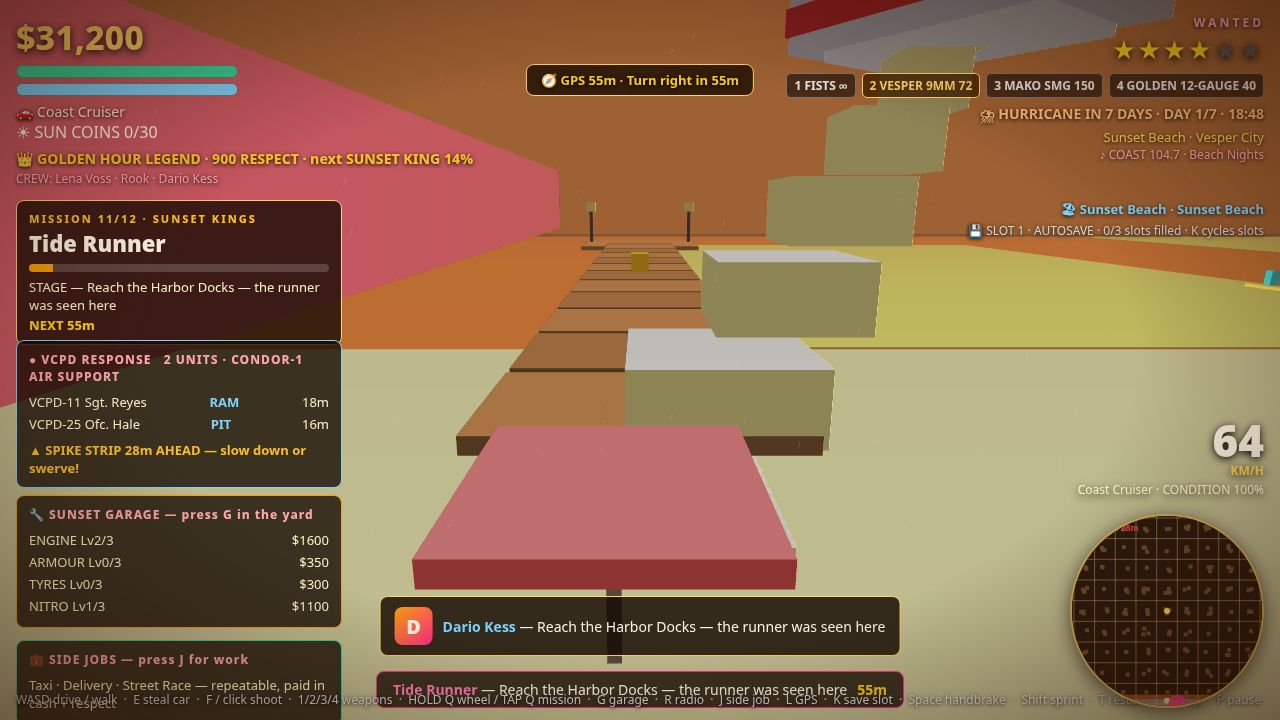 $31,200
🚗 Coast Cruiser
☀ SUN COINS 0/30
👑 GOLDEN HOUR LEGEND · 900 RESPECT · next SUNSET KING 14%
CREW: Lena Voss · Rook · Dario Kess
MISSION 11/12 · SUNSET KINGS
Tide Runner
STAGE — Reach the Harbor Docks — the runner
was seen here
NEXT 55m
● VCPD RESPONSE 2 UNITS · CONDOR-1
AIR SUPPORT
VCPD-11 Sgt. Reyes RAM 18m
VCPD-25 Ofc. Hale PIT 16m
▲ SPIKE STRIP 28m AHEAD — slow down or
swerve!
🔧 SUNSET GARAGE — press G in the yard
ENGINE Lv2/3 $1600
ARMOUR Lv0/3 $350
TYRES Lv0/3 $300
NITRO Lv1/3 $1100
💼 SIDE JOBS — press J for work
Taxi · Delivery · Street Race — repeatable, paid in
cash + respect
🧭 GPS 55m · Turn right in 55m
WANTED
★★★★★★
1 FISTS ∞ 2 VESPER 9MM 72 3 MAKO SMG 150 4 GOLDEN 12-GAUGE 40
⛈ HURRICANE IN 7 DAYS · DAY 1/7 · 18:48
Sunset Beach · Vesper City
♪ COAST 104.7 · Beach Nights
🏖 Sunset Beach · Sunset Beach
💾 SLOT 1 · AUTOSAVE · 0/3 slots filled · K cycles slots
64
KM/H
Coast Cruiser · CONDITION 100%
28m
D Dario Kess — Reach the Harbor Docks — the runner was seen here
Tide Runner — Reach the Harbor Docks — the runner was seen here 55m
WASD drive / walk · E steal car · F / click shoot · 1/2/3/4 weapons · HOLD Q wheel / TAP Q mission · G garage · R radio · J side job · L GPS · K save slot · Space handbrake · Shift sprint · T P pause